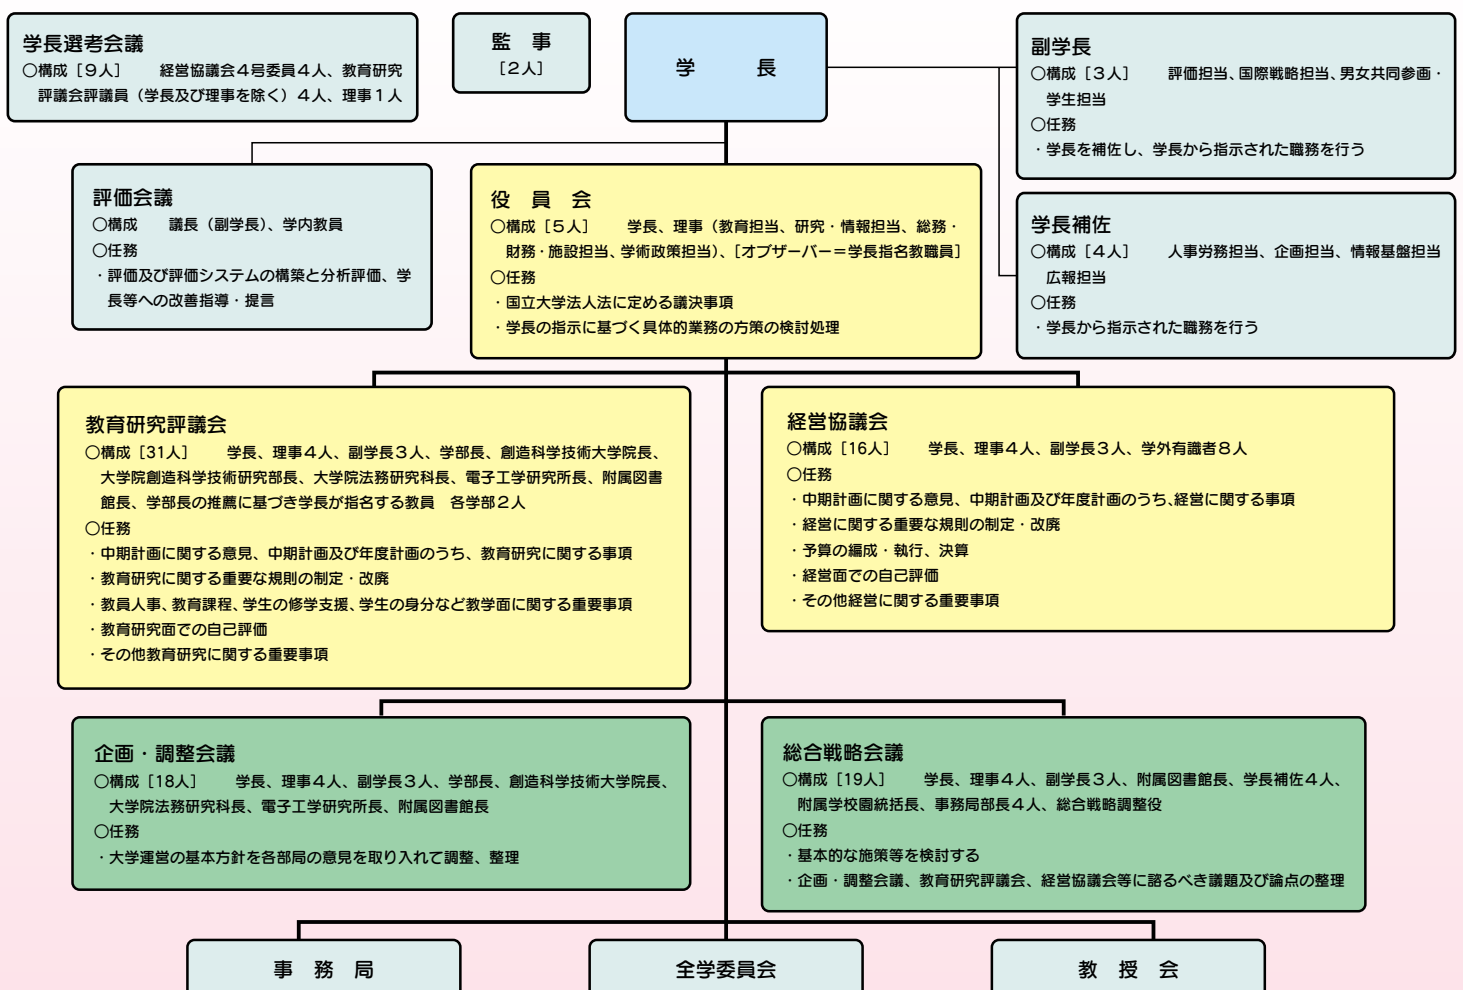 学長選考会議
〇構成［９人］　経営協議会４号委員４人、教育研究
評議会評議員（学長及び理事を除く）４人、理事１人
監　事
［２人］
学　長
副学長
〇構成［３人］　評価担当、国際戦略担当、男女共同参画・
学生担当
〇任務
・学長を補佐し、学長から指示された職務を行う
評価会議
〇構成　議長（副学長）、学内教員
〇任務
・評価及び評価システムの構築と分析評価、学
長等への改善指導・提言
役　員　会
〇構成［５人］　学長、理事（教育担当、研究・情報担当、総務・
財務・施設担当、学術政策担当）、［オブザーバー＝学長指名教職員］
〇任務
・国立大学法人法に定める議決事項
・学長の指示に基づく具体的業務の方策の検討処理
学長補佐
〇構成［４人］　人事労務担当、企画担当、情報基盤担当
広報担当
〇任務
・学長から指示された職務を行う
教育研究評議会
〇構成［31人］　学長、理事４人、副学長３人、学部長、創造科学技術大学院長、
大学院創造科学技術研究部長、大学院法務研究科長、電子工学研究所長、附属図書
館長、学部長の推薦に基づき学長が指名する教員　各学部２人
〇任務
・中期計画に関する意見、中期計画及び年度計画のうち、教育研究に関する事項
・教育研究に関する重要な規則の制定・改廃
・教員人事、教育課程、学生の修学支援、学生の身分など教学面に関する重要事項
・教育研究面での自己評価
・その他教育研究に関する重要事項
経営協議会
〇構成［16人］　学長、理事４人、副学長３人、学外有識者８人
〇任務
・中期計画に関する意見、中期計画及び年度計画のうち、経営に関する事項
・経営に関する重要な規則の制定・改廃
・予算の編成・執行、決算
・経営面での自己評価
・その他経営に関する重要事項
企画・調整会議
〇構成［18人］　学長、理事４人、副学長３人、学部長、創造科学技術大学院長、
大学院法務研究科長、電子工学研究所長、附属図書館長
〇任務
・大学運営の基本方針を各部局の意見を取り入れて調整、整理
総合戦略会議
〇構成［19人］　学長、理事４人、副学長３人、附属図書館長、学長補佐４人、
附属学校園統括長、事務局部長４人、総合戦略調整役
〇任務
・基本的な施策等を検討する
・企画・調整会議、教育研究評議会、経営協議会等に諮るべき議題及び論点の整理
事　務　局
全学委員会
教　授　会